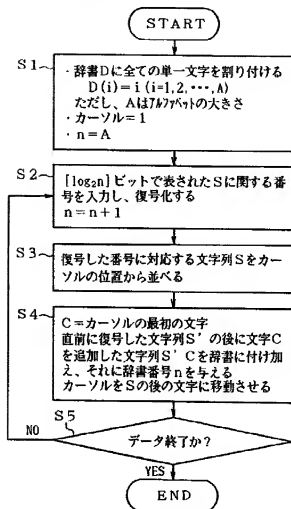 START
S1
・辞書Dに全ての単一文字を割り付ける
D(i)=i(i=1,2,・・・,A)
ただし、Aはアルファベットの大きさ
・カーソル=1
・n=A
S2
[log₂n]ビットで表されたSに関する番
号を入力し、復号化する
n=n+1
S3
復号した番号に対応する文字列Sをカー
ソルの位置から並べる
S4
C=カーソルの最初の文字
直前に復号した文字列S'の後に文字C
を追加した文字列S'Cを辞書に付け加
え、それに辞書番号nを与える
カーソルをSの後の文字に移動させる
S5
NO
データ終了か?
YES
END